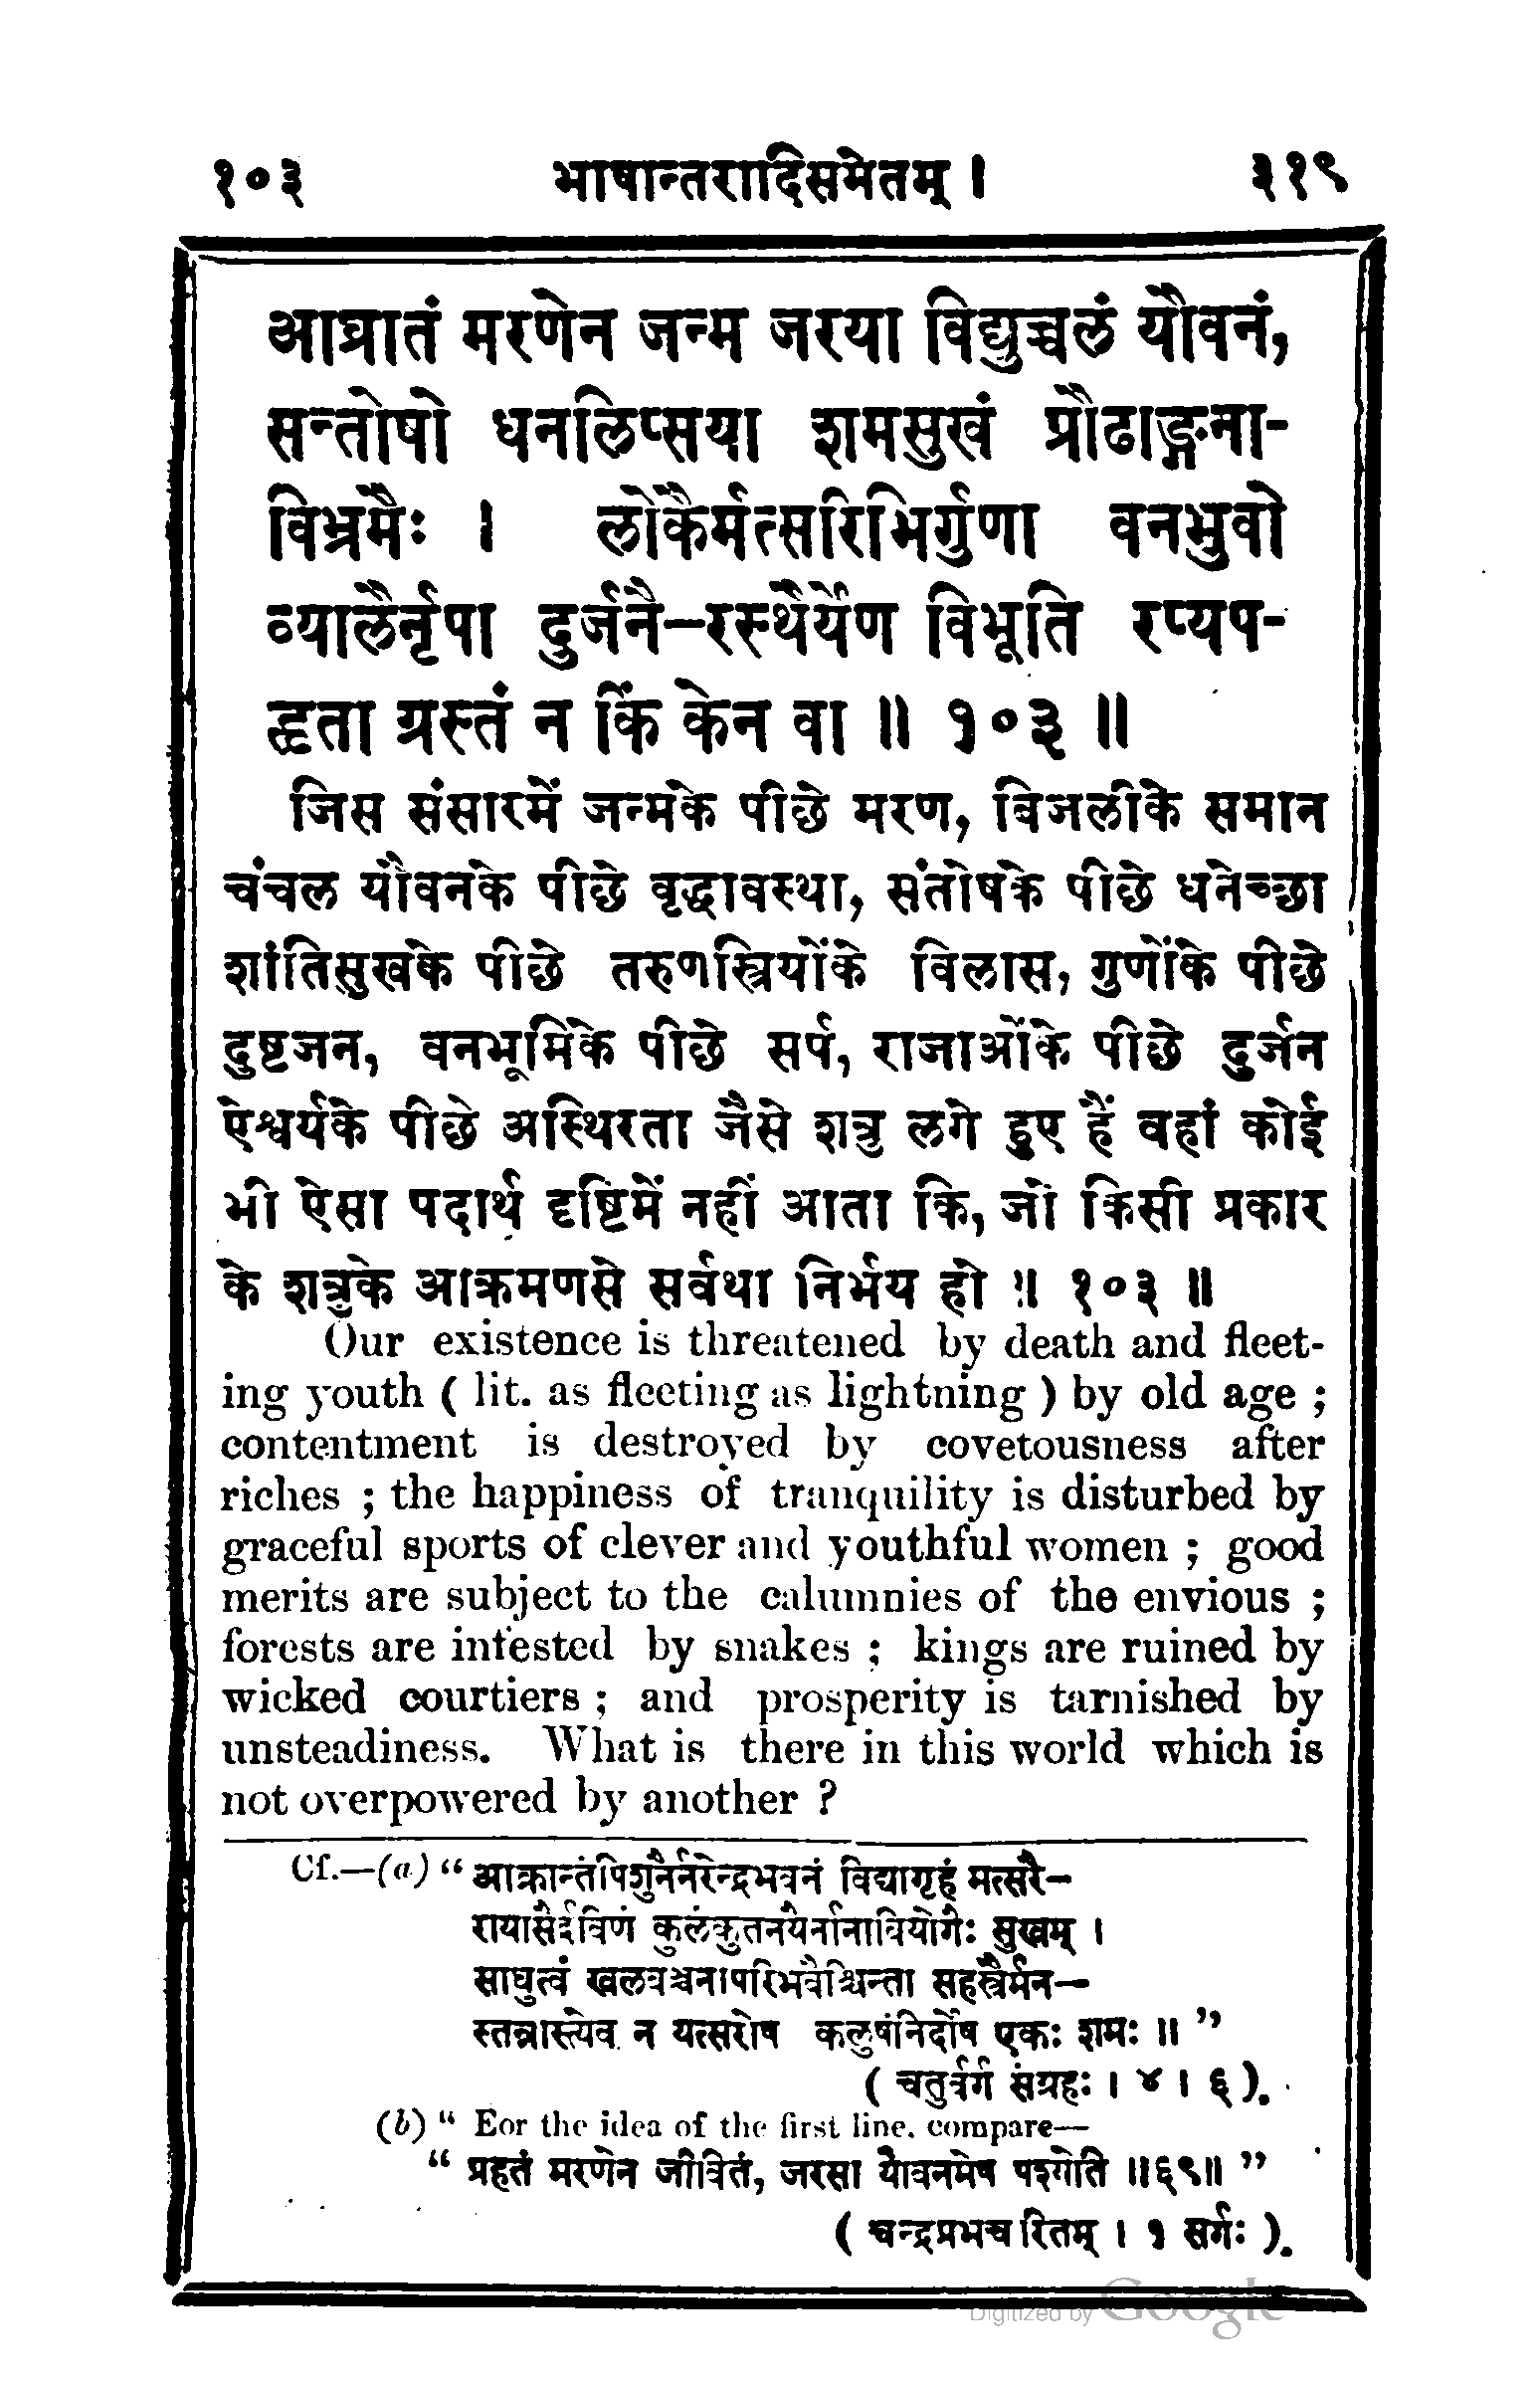 १०३ भाषान्तरादिसमेतम् । ३१९
आघ्रातं मरणेन जन्म जरया विद्युच्चलं यौवनं,
सन्तोषो धनलिप्सया शमसुखं प्रौढाङ्गना-
विभ्रमैः । लोकैर्मत्सरिभिर्गुणा वनभुवो
व्यालैर्नृपा दुर्जनै—रस्थैर्येण विभूति रप्यप-
हृता ग्रस्तं न किं केन वा ॥ १०३ ॥
जिस संसारमें जन्मके पीछे मरण, बिजलीके समान
चंचल यौवनके पीछे वृद्धावस्था, संतोषके पीछे धनेच्छा
शांतिसुखके पीछे तरुणस्त्रियोंके विलास, गुणोंके पीछे
दुष्टजन, वनभूमिके पीछे सर्प, राजाओंके पीछे दुर्जन
ऐश्वर्यके पीछे अस्थिरता जैसे शत्रु लगे हुए हैं वहां कोई
भी ऐसा पदार्थ दृष्टिमें नहीं आता कि, जो किसी प्रकार
के शत्रुके आक्रमणसे सर्वथा निर्भय हो ॥ १०३ ॥
Our existence is threatened by death and fleet-
ing youth ( lit. as fleeting as lightning ) by old age ;
contentment is destroyed by covetousness after
riches ; the happiness of tranquility is disturbed by
graceful sports of clever and youthful women ; good
merits are subject to the calumnies of the envious ;
forests are infested by snakes ; kings are ruined by
wicked courtiers ; and prosperity is tarnished by
unsteadiness. What is there in this world which is
not overpowered by another ?
Cf.—(a) “ आक्रान्तंपिशुनैर्नरेन्द्रभवनं विद्यागृहं मत्सरै—
रायासैर्द्रविणं कुलंकुतनयैर्नानावियोगैः सुखम् ।
साधुत्वं खलवञ्चनापरिभवैश्चिन्ता सहस्त्रैर्मन—
स्तन्नास्त्येव न यत्सरोष कलुषंनिर्दोष एकः शमः ॥ ”
( चतुर्वर्ग संग्रहः । ४ । ६ ).
(b) “ Eor the idea of the first line. compare—
“ प्रहतं मरणेन जीवितं, जरसा यौवनमेष पश्यति ॥६९॥ ”
( चन्द्रप्रभचरितम् । १ सर्गः ).
Digitized by Google